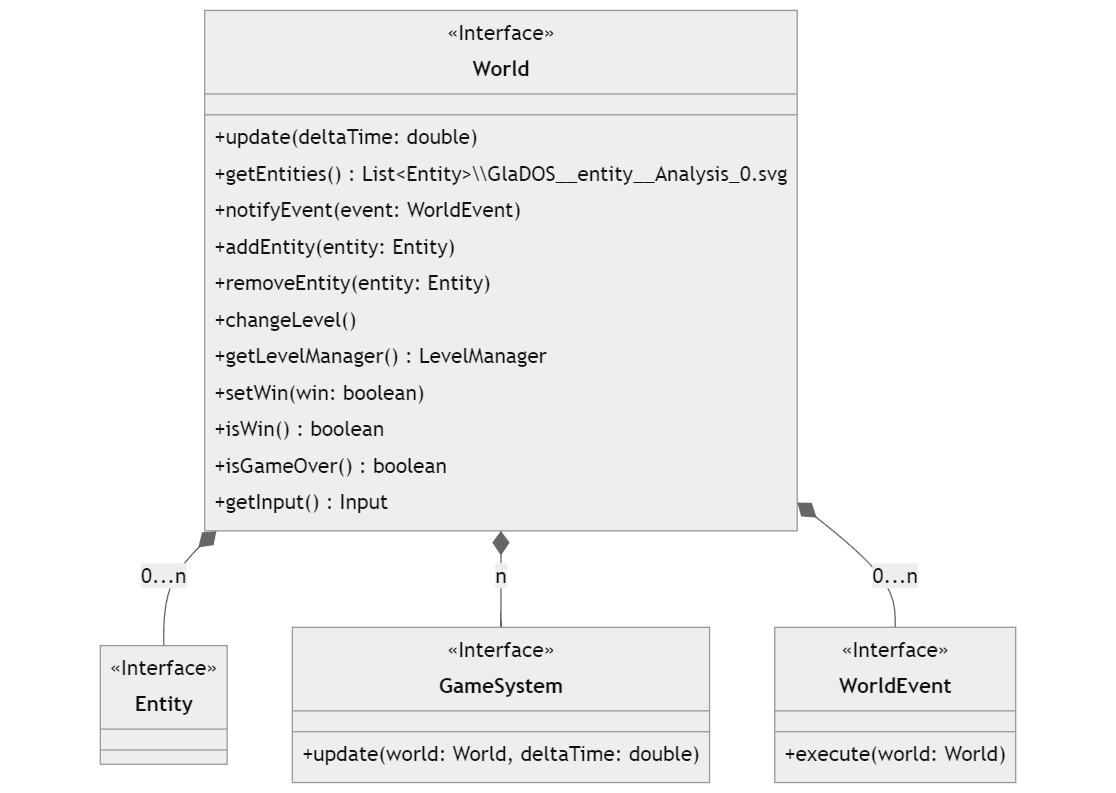 «Interface»
World
+update(deltaTime: double)
+getEntities() : List<Entity>\\GlaDOS__entity__Analysis_0.svg
+notifyEvent(event: WorldEvent)
+addEntity(entity: Entity)
+removeEntity(entity: Entity)
+changeLevel()
+getLevelManager() : LevelManager
+setWin(win: boolean)
+isWin() : boolean
+isGameOver() : boolean
+getInput() : Input
0...n
n
0...n
«Interface»
Entity
«Interface»
GameSystem
+update(world: World, deltaTime: double)
«Interface»
WorldEvent
+execute(world: World)